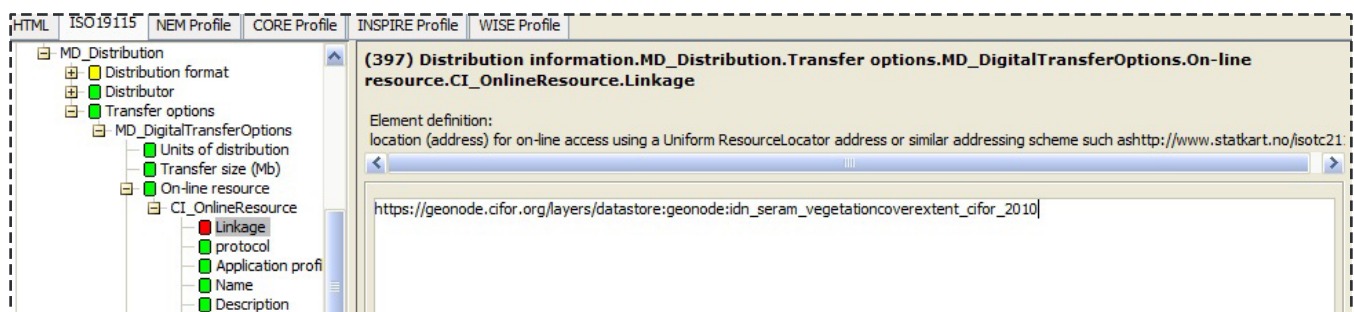 HTML ISO19115 NEM Profile CORE Profile INSPIRE Profile WISE Profile
MD_Distribution
Distribution format
Distributor
Transfer options
MD_DigitalTransferOptions
Units of distribution
Transfer size (Mb)
On-line resource
CI_OnlineResource
Linkage
protocol
Application profi
Name
Description
(397) Distribution information.MD_Distribution.Transfer options.MD_DigitalTransferOptions.On-line
resource.CI_OnlineResource.Linkage
Element definition:
location (address) for on-line access using a Uniform ResourceLocator address or similar addressing scheme such ashttp://www.statkart.no/isotc21
https://geonode.cifor.org/layers/datastore:geonode:idn_seram_vegetationcoverextent_cifor_2010